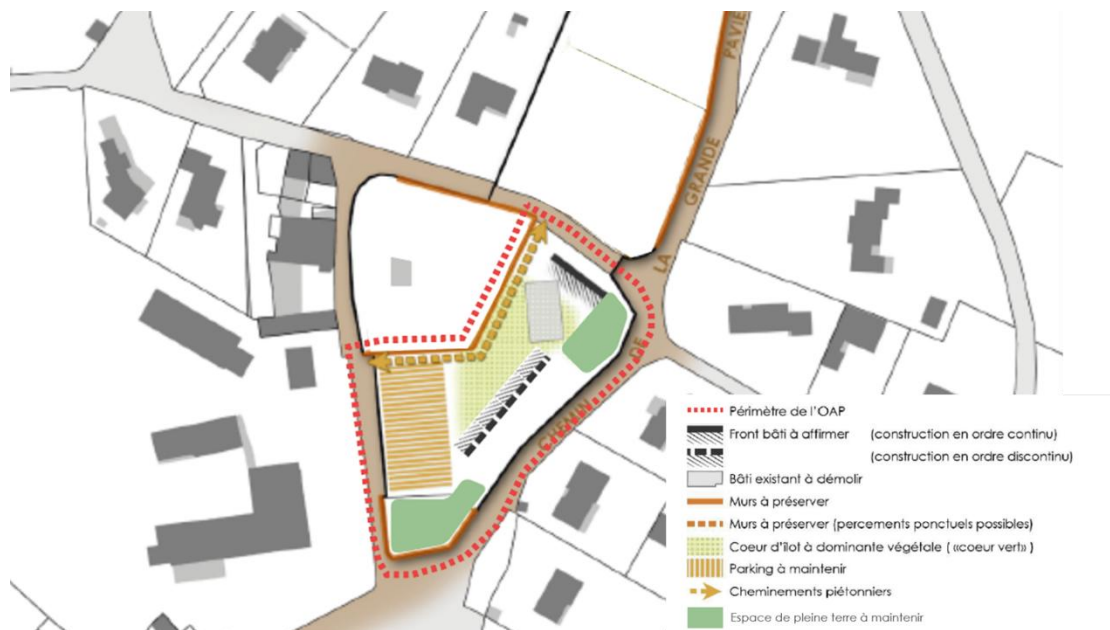 CHEMIN DE LA GRANDE PAVIE
Périmètre de l'OAP
Front bâti à affirmer (construction en ordre continu)
(construction en ordre discontinu)
Bâti existant à démolir
Murs à préserver
Murs à préserver (percements ponctuels possibles)
Coeur d'îlot à dominante végétale ( «coeur vert» )
Parking à maintenir
Cheminements piétonniers
Espace de pleine terre à maintenir